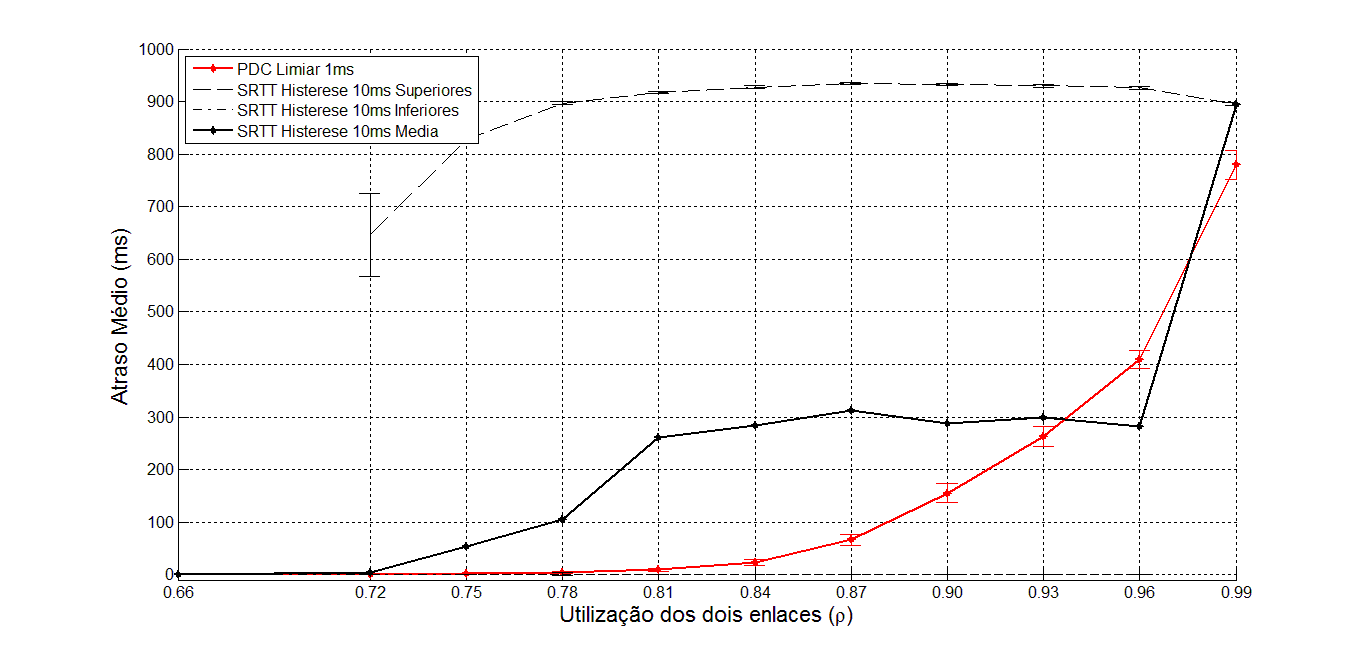 1000
900
800
700
600
500
400
300
200
100
0
Atraso Médio (ms)
PDC Limiar 1ms
SRTT Histerese 10ms Superiores
SRTT Histerese 10ms Inferiores
SRTT Histerese 10ms Media
0.66 0.72 0.75 0.78 0.81 0.84 0.87 0.90 0.93 0.96 0.99
Utilização dos dois enlaces (ρ)